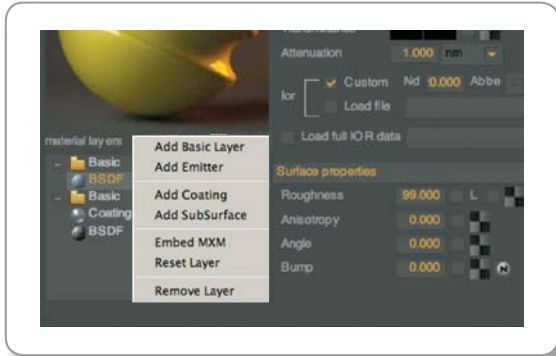 Attenuation 1.000 nm
Ior
Custom Nd 0.000 Abbe
Load file
Load full IOR data
material layers
Basic
BSDF
Basic
Coating
BSDF
Add Basic Layer
Add Emitter
Add Coating
Add SubSurface
Embed MXM
Reset Layer
Remove Layer
Surface properties
Roughness 99.000 L
Anisotropy 0.000
Angle 0.000
Bump 0.000 N